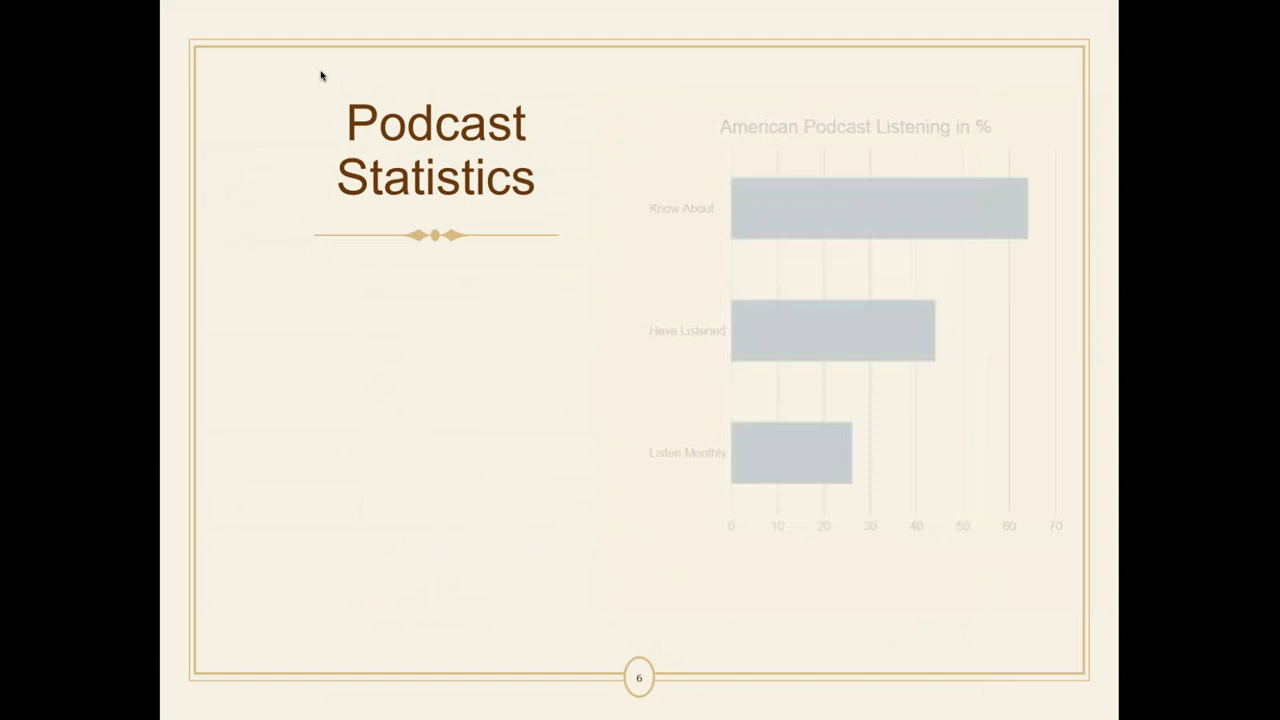 Podcast
Statistics
American Podcast Listening in %
Know About
Have Listened
Listen Monthly
0 10 20 30 40 50 60 70
6